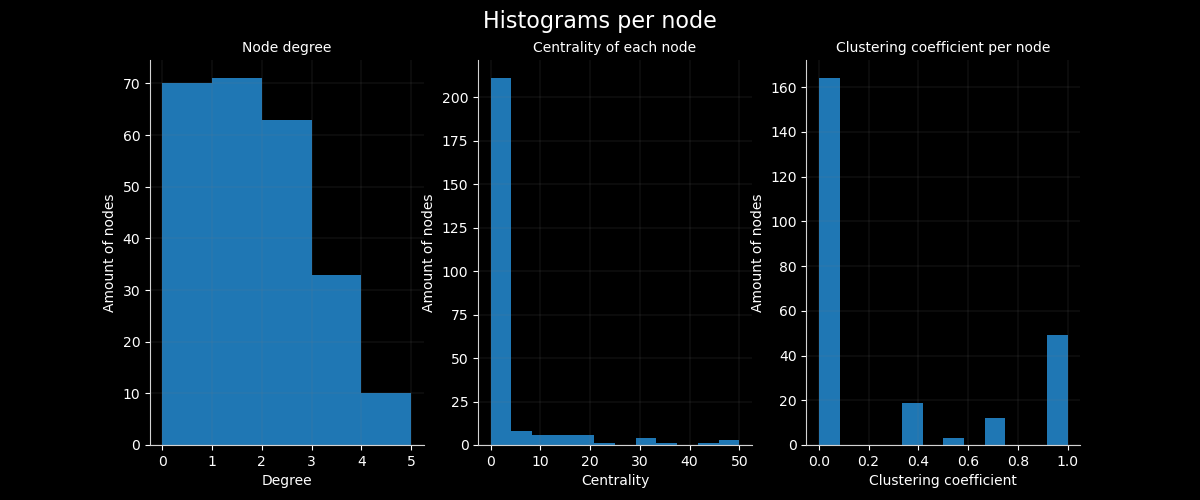 Histograms per node
Node degree
Amount of nodes
70
60
50
40
30
20
10
0
0 1 2 3 4 5
Degree
Centrality of each node
Amount of nodes
200
175
150
125
100
75
50
25
0
0 10 20 30 40 50
Centrality
Clustering coefficient per node
Amount of nodes
160
140
120
100
80
60
40
20
0
0.0 0.2 0.4 0.6 0.8 1.0
Clustering coefficient